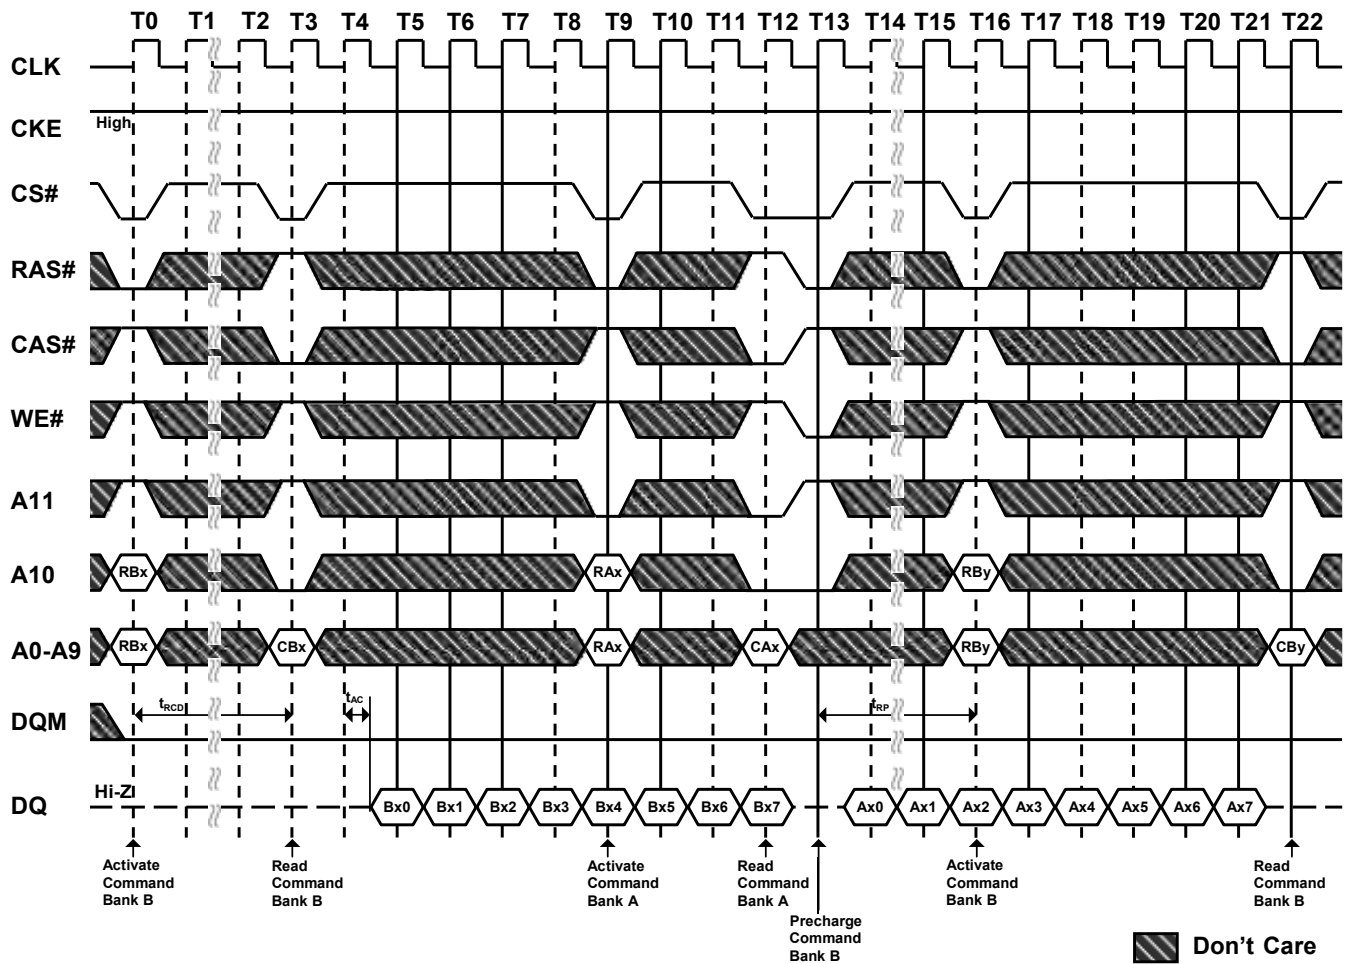 T0 T1 T2 T3 T4 T5 T6 T7 T8 T9 T10 T11 T12 T13 T14 T15 T16 T17 T18 T19 T20 T21 T22
CLK
CKE High
CS#
RAS#
CAS#
WE#
A11
A10 RBx RAx RBy
A0-A9 RBx CBx RAx CAx RBy CBy
tRCD tAC tRP
DQM
DQ Hi-Z Bx0 Bx1 Bx2 Bx3 Bx4 Bx5 Bx6 Bx7 Ax0 Ax1 Ax2 Ax3 Ax4 Ax5 Ax6 Ax7
Activate
Command
Bank B
Read
Command
Bank B
Activate
Command
Bank A
Read
Command
Bank A
Precharge
Command
Bank B
Activate
Command
Bank B
Read
Command
Bank B
Don't Care